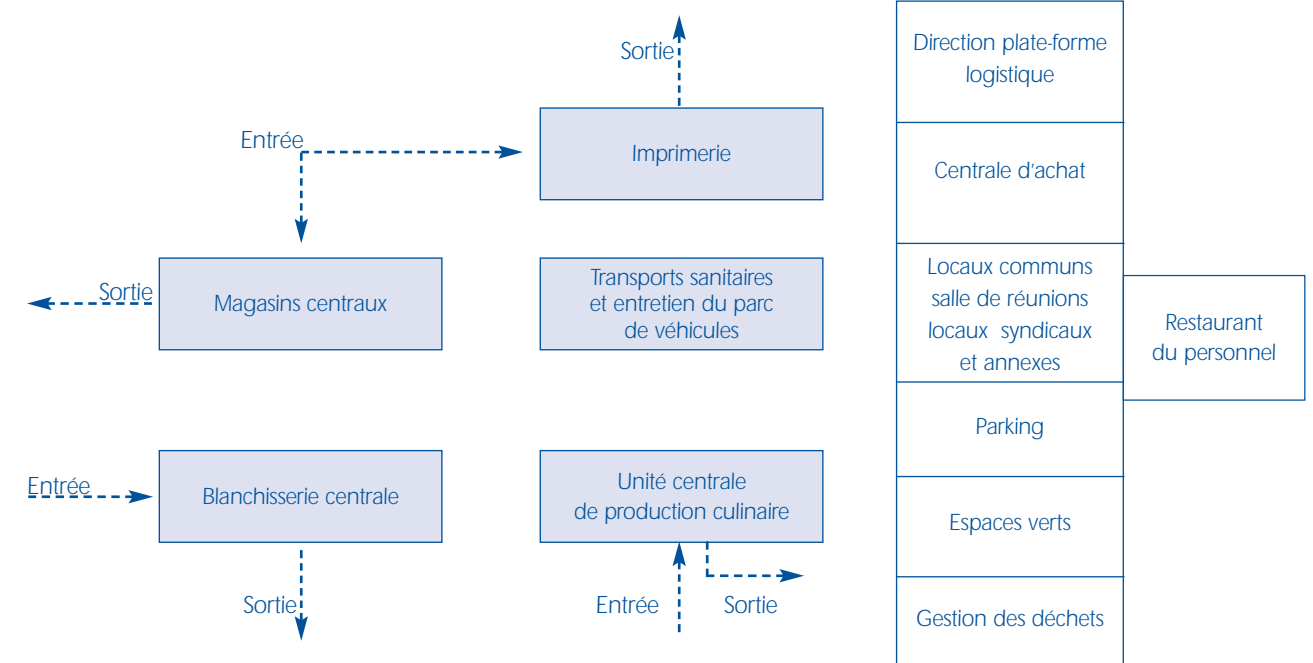 Sortie
Entrée
Imprimerie
Sortie
Magasins centraux
Transports sanitaires
et entretien du parc
de véhicules
Entrée
Blanchisserie centrale
Unité centrale
de production culinaire
Sortie
Entrée
Sortie
Direction plate-forme
logistique
Centrale d'achat
Locaux communs
salle de réunions
locaux syndicaux
et annexes
Restaurant
du personnel
Parking
Espaces verts
Gestion des déchets